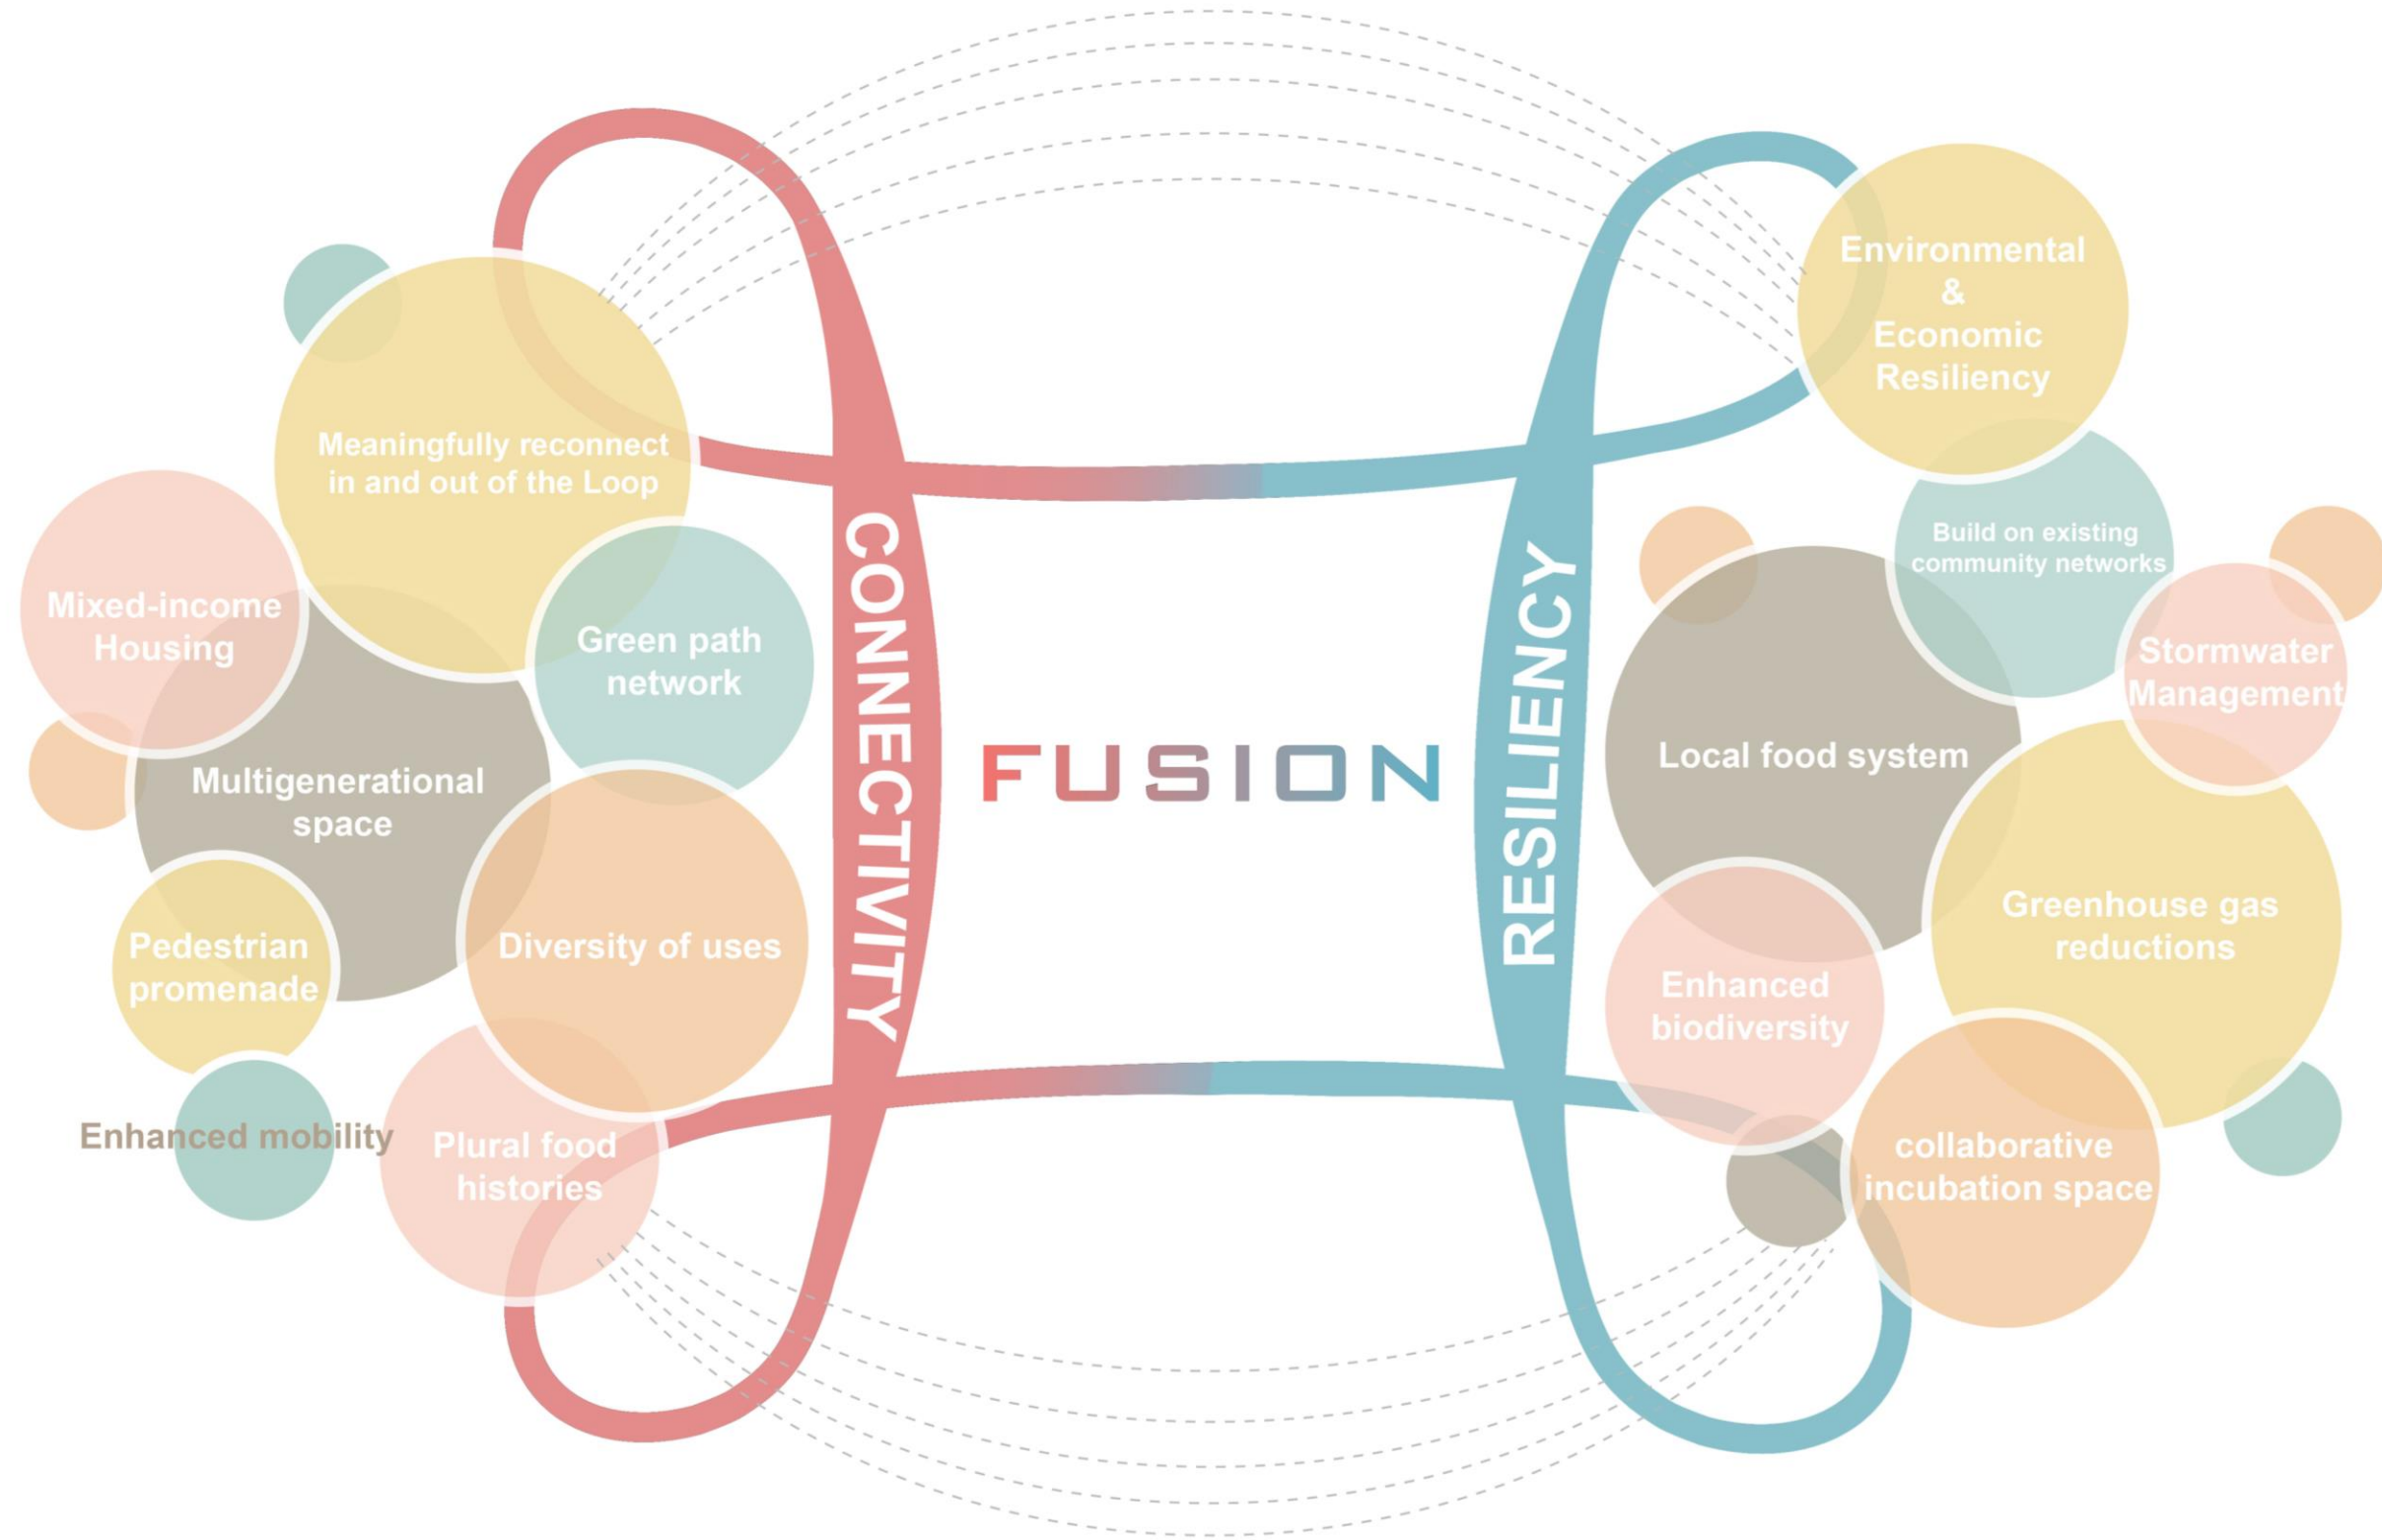 Meaningfully reconnect
in and out of the Loop
Mixed-income
Housing
Green path
network
Multigenerational
space
Pedestrian
promenade
Diversity of uses
Enhanced mobility
Plural food
histories
CONNECTIVITY
FUSION
RESILIENCY
Environmental
&
Economic
Resiliency
Build on existing
community networks
Stormwater
Management
Local food system
Greenhouse gas
reductions
Enhanced
biodiversity
collaborative
incubation space